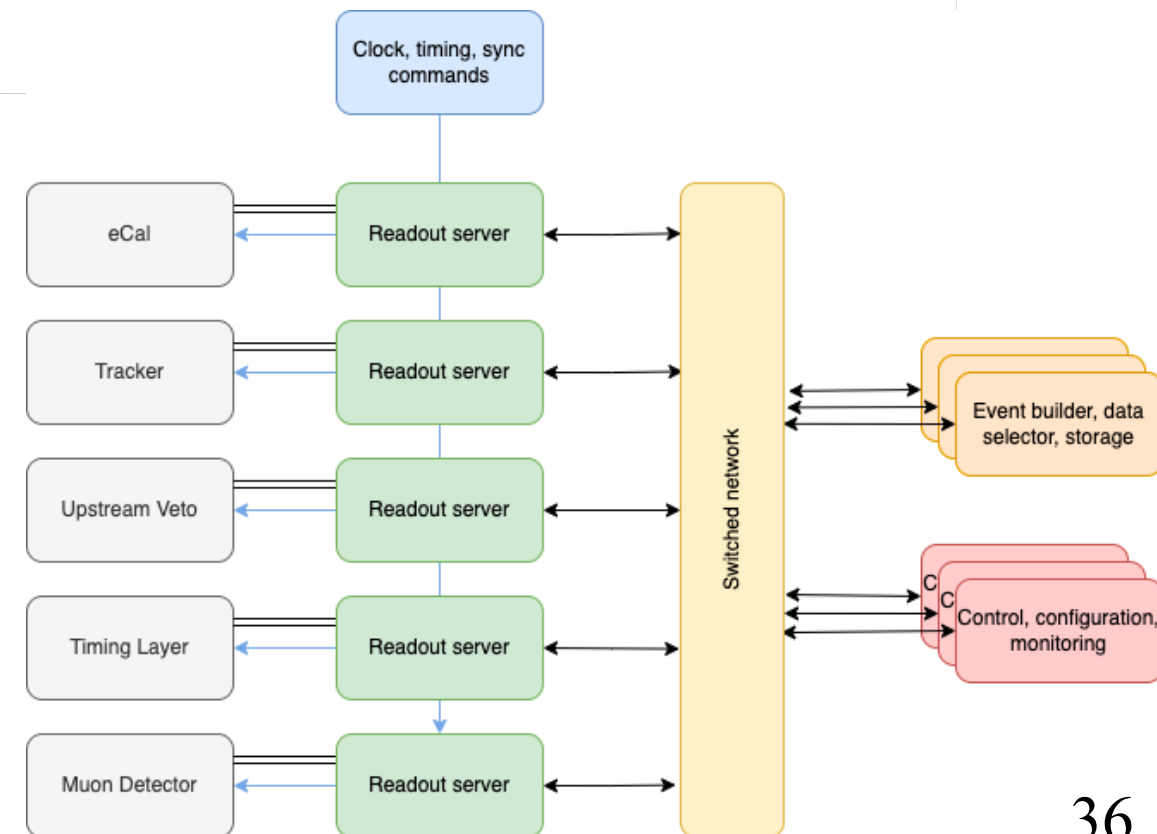 Clock, timing, sync
commands
eCal
Readout server
Tracker
Readout server
Upstream Veto
Readout server
Timing Layer
Readout server
Muon Detector
Readout server
Switched network
Event builder, data
selector, storage
C
C
Control, configuration,
monitoring
36